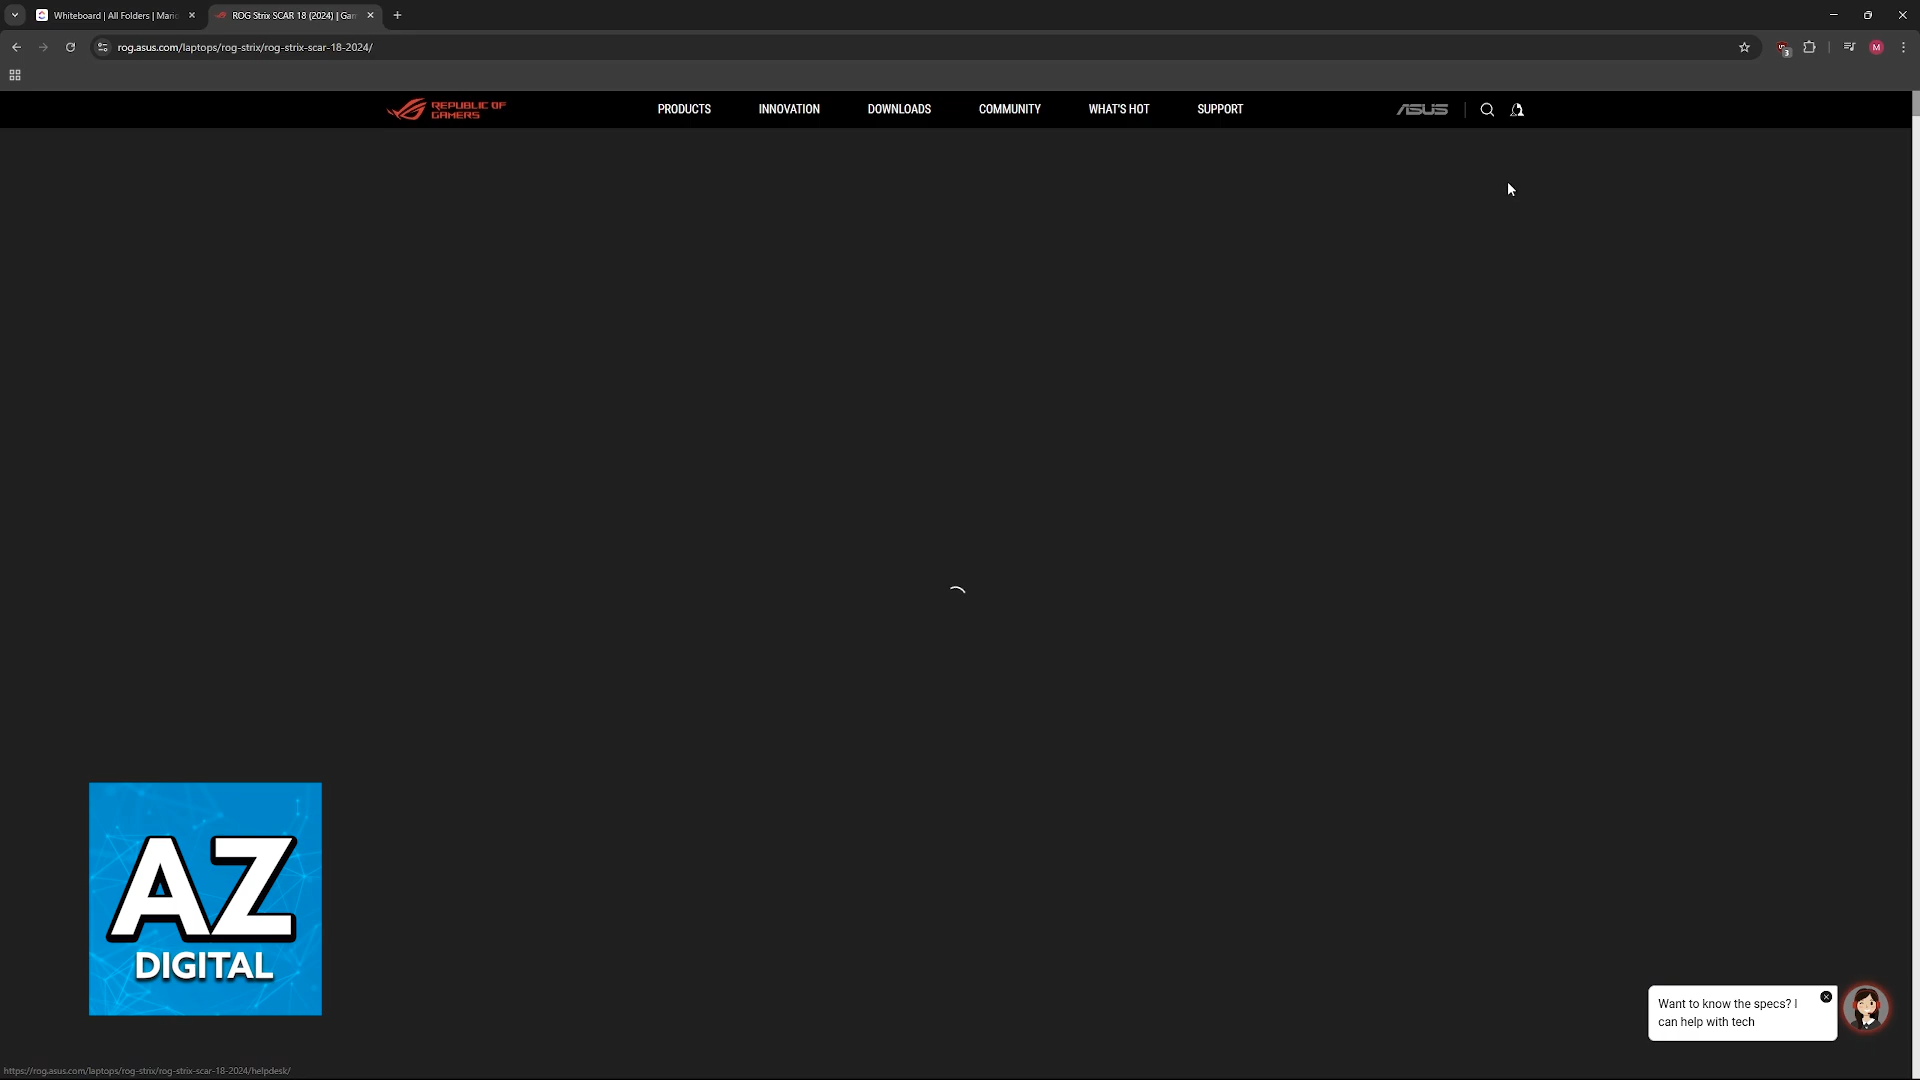 Whiteboard | All Folders | Maric
ROG Strix SCAR 18 (2024) | Gam
rog.asus.com/laptops/rog-strix/rog-strix-scar-18-2024/
3
M
REPUBLIC OF
GAMERS
PRODUCTS
INNOVATION
DOWNLOADS
COMMUNITY
WHAT'S HOT
SUPPORT
ASUS
AZ
DIGITAL
Want to know the specs? I
can help with tech
https://rog.asus.com/laptops/rog-strix/rog-strix-scar-18-2024/helpdesk/